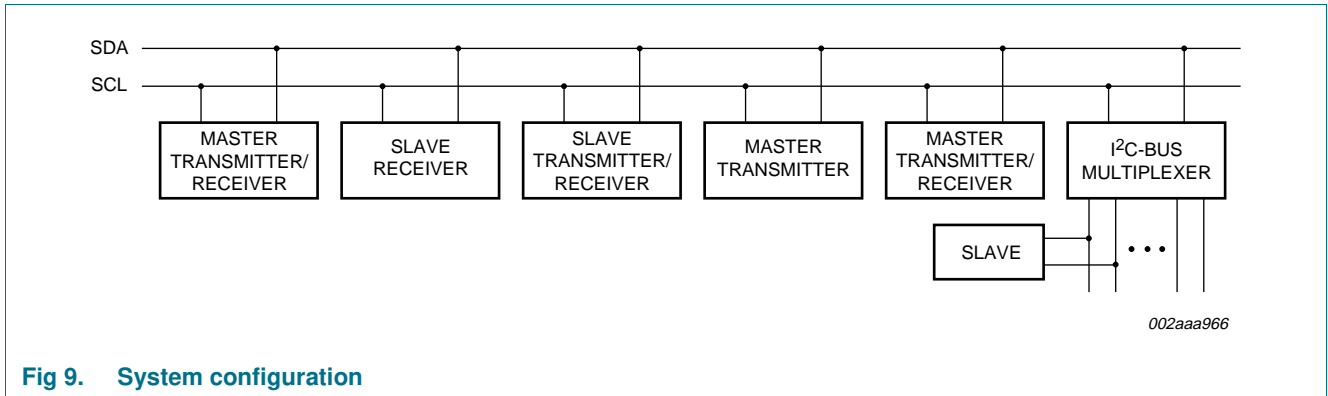 SDA
SCL
MASTER
TRANSMITTER/
RECEIVER
SLAVE
RECEIVER
SLAVE
TRANSMITTER/
RECEIVER
MASTER
TRANSMITTER
MASTER
TRANSMITTER/
RECEIVER
I²C-BUS
MULTIPLEXER
SLAVE
002aaa966
Fig 9. System configuration